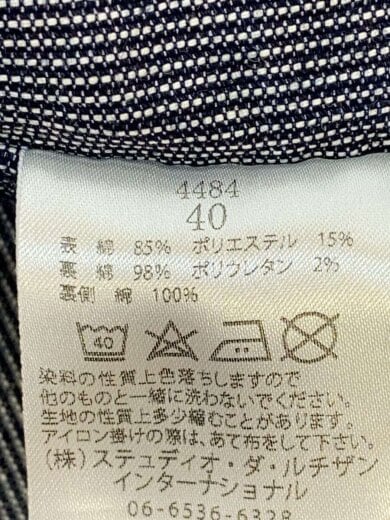 4484
40
表 綿 85% ポリエステル 15%
裏 綿 98% ポリウレタン 2%
裏側 綿 100%
40
染料の性質上色落ちしますので
他のものと一緒に洗わないでください。
生地の性質上多少縮むことがあります。
アイロン掛けの際は、あて布をして下さい。
(株)ステュディオ・ダ・ルチザン
インターナショナル
06-6536-6328